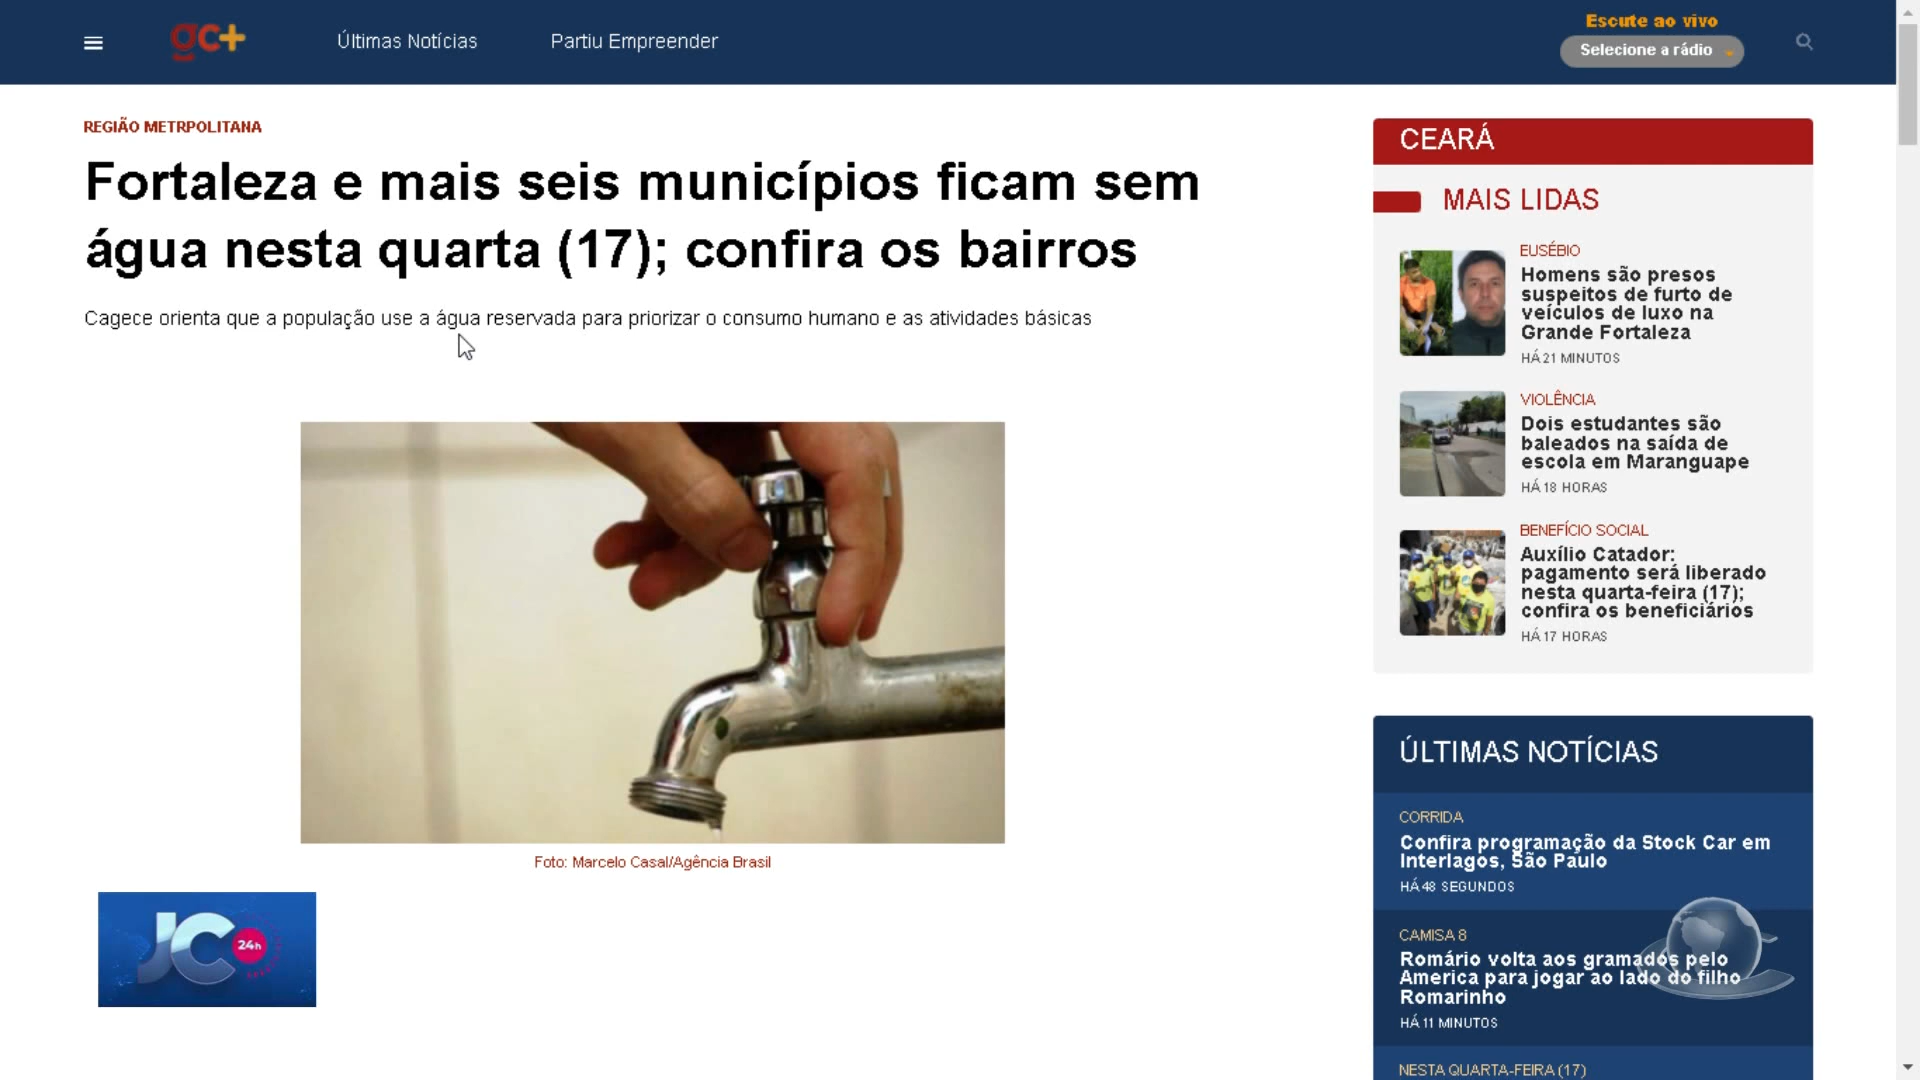 gc+
Últimas Notícias
Partiu Empreender
Escute ao vivo
Selecione a rádio
REGIÃO METRPOLITANA
Fortaleza e mais seis municípios ficam sem
água nesta quarta (17); confira os bairros
Cagece orienta que a população use a água reservada para priorizar o consumo humano e as atividades básicas
Foto: Marcelo Casal/Agência Brasil
JC
24h
CEARÁ
MAIS LIDAS
EUSÉBIO
Homens são presos
suspeitos de furto de
veículos de luxo na
Grande Fortaleza
HÁ 21 MINUTOS
VIOLÊNCIA
Dois estudantes são
baleados na saída de
escola em Maranguape
HÁ 18 HORAS
BENEFÍCIO SOCIAL
Auxílio Catador:
pagamento será liberado
nesta quarta-feira (17);
confira os beneficiários
HÁ 17 HORAS
ÚLTIMAS NOTÍCIAS
CORRIDA
Confira programação da Stock Car em
Interlagos, São Paulo
HÁ 48 SEGUNDOS
CAMISA 8
Romário volta aos gramados pelo
America para jogar ao lado do filho
Romarinho
HÁ 11 MINUTOS
NESTA QUARTA-FEIRA (17)